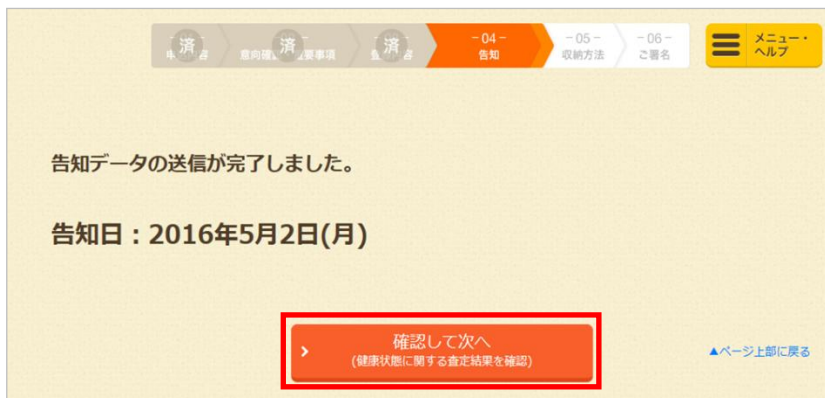 済
済
済
- 04 -
告知
- 05 -
収納方法
- 06 -
ご署名
メニュー・
ヘルプ
告知データの送信が完了しました。
告知日：2016年5月2日(月)
確認して次へ
(健康状態に関する査定結果を確認)
▲ページ上部に戻る